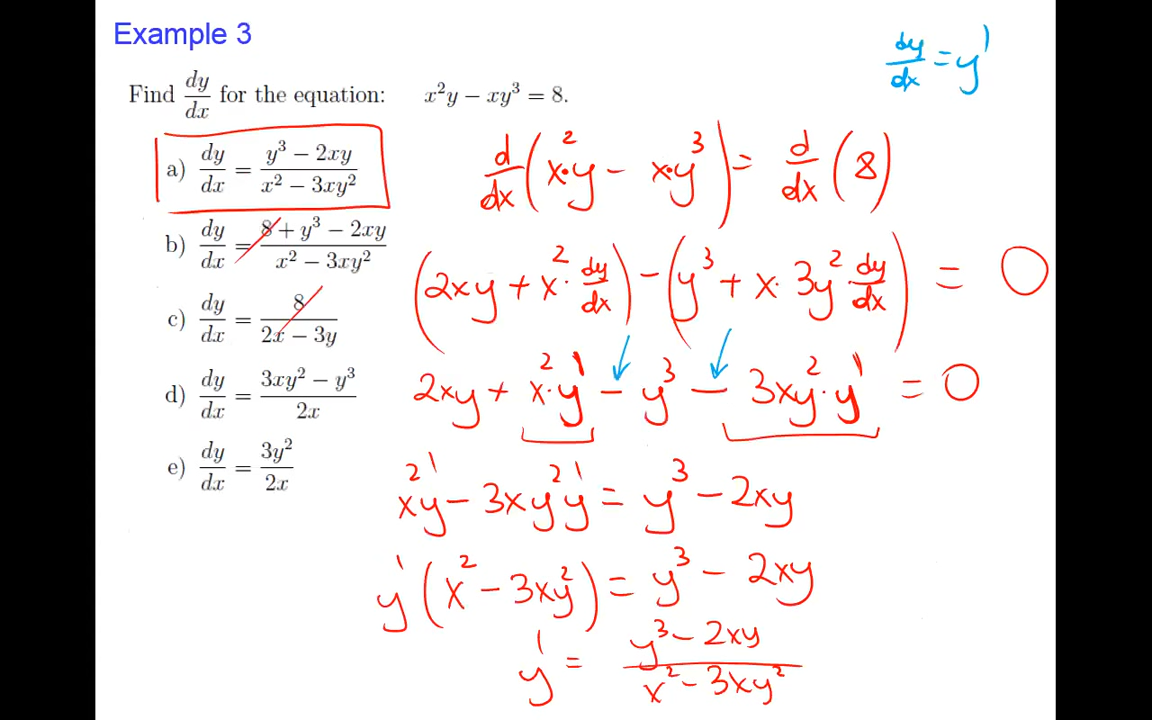 Example 3
dy/dx = y'
Find dy/dx for the equation: x²y − xy³ = 8.
a) dy/dx = (y³ − 2xy)/(x² − 3xy²)
b) dy/dx = (8 + y³ − 2xy)/(x² − 3xy²)
c) dy/dx = 8/(2x − 3y)
d) dy/dx = (3xy² − y³)/(2x)
e) dy/dx = 3y²/(2x)
d/dx (x²·y − x·y³) = d/dx (8)
(2xy + x²· dy/dx) − (y³ + x·3y² dy/dx) = 0
2xy + x²·y' − y³ − 3xy²·y' = 0
x²y' − 3xy²y' = y³ − 2xy
y'(x² − 3xy²) = y³ − 2xy
y' = (y³ − 2xy)/(x² − 3xy²)